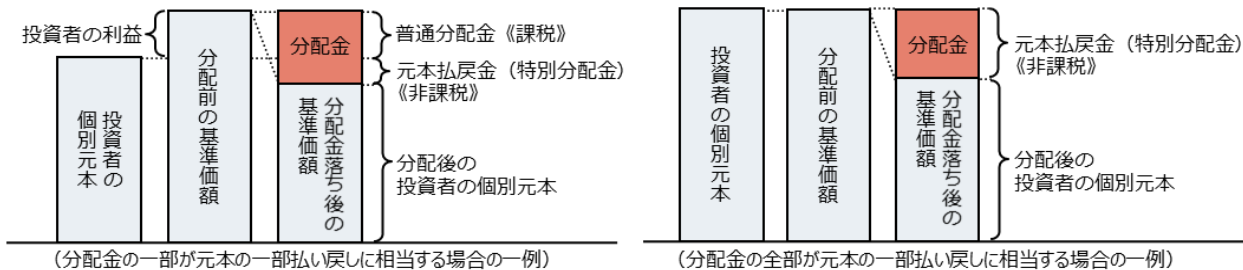 投資者の利益
投資者の
個別元本
分配前の基準価額
分配金
分配金落ち後の
基準価額
普通分配金《課税》
元本払戻金（特別分配金）
《非課税》
分配後の
投資者の個別元本
（分配金の一部が元本の一部払い戻しに相当する場合の一例）
投資者の個別元本
分配前の基準価額
分配金
分配金落ち後の
基準価額
元本払戻金（特別分配金）
《非課税》
分配後の
投資者の個別元本
（分配金の全部が元本の一部払い戻しに相当する場合の一例）